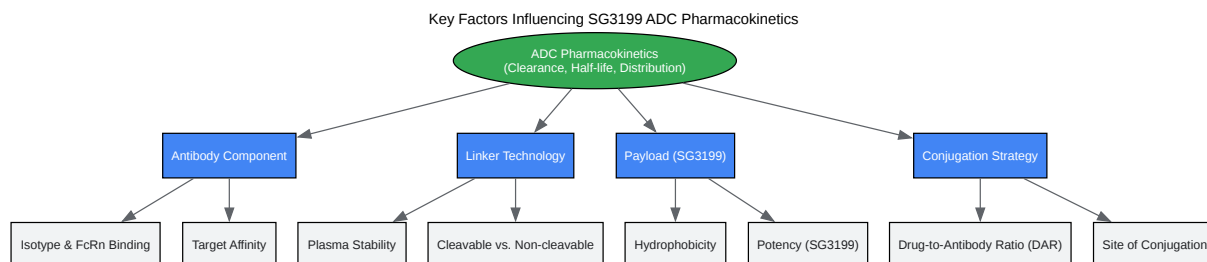 Key Factors Influencing SG3199 ADC Pharmacokinetics
ADC Pharmacokinetics
(Clearance, Half-life, Distribution)
Antibody Component
Linker Technology
Payload (SG3199)
Conjugation Strategy
Isotype & FcRn Binding
Target Affinity
Plasma Stability
Cleavable vs. Non-cleavable
Hydrophobicity
Potency (SG3199)
Drug-to-Antibody Ratio (DAR)
Site of Conjugation